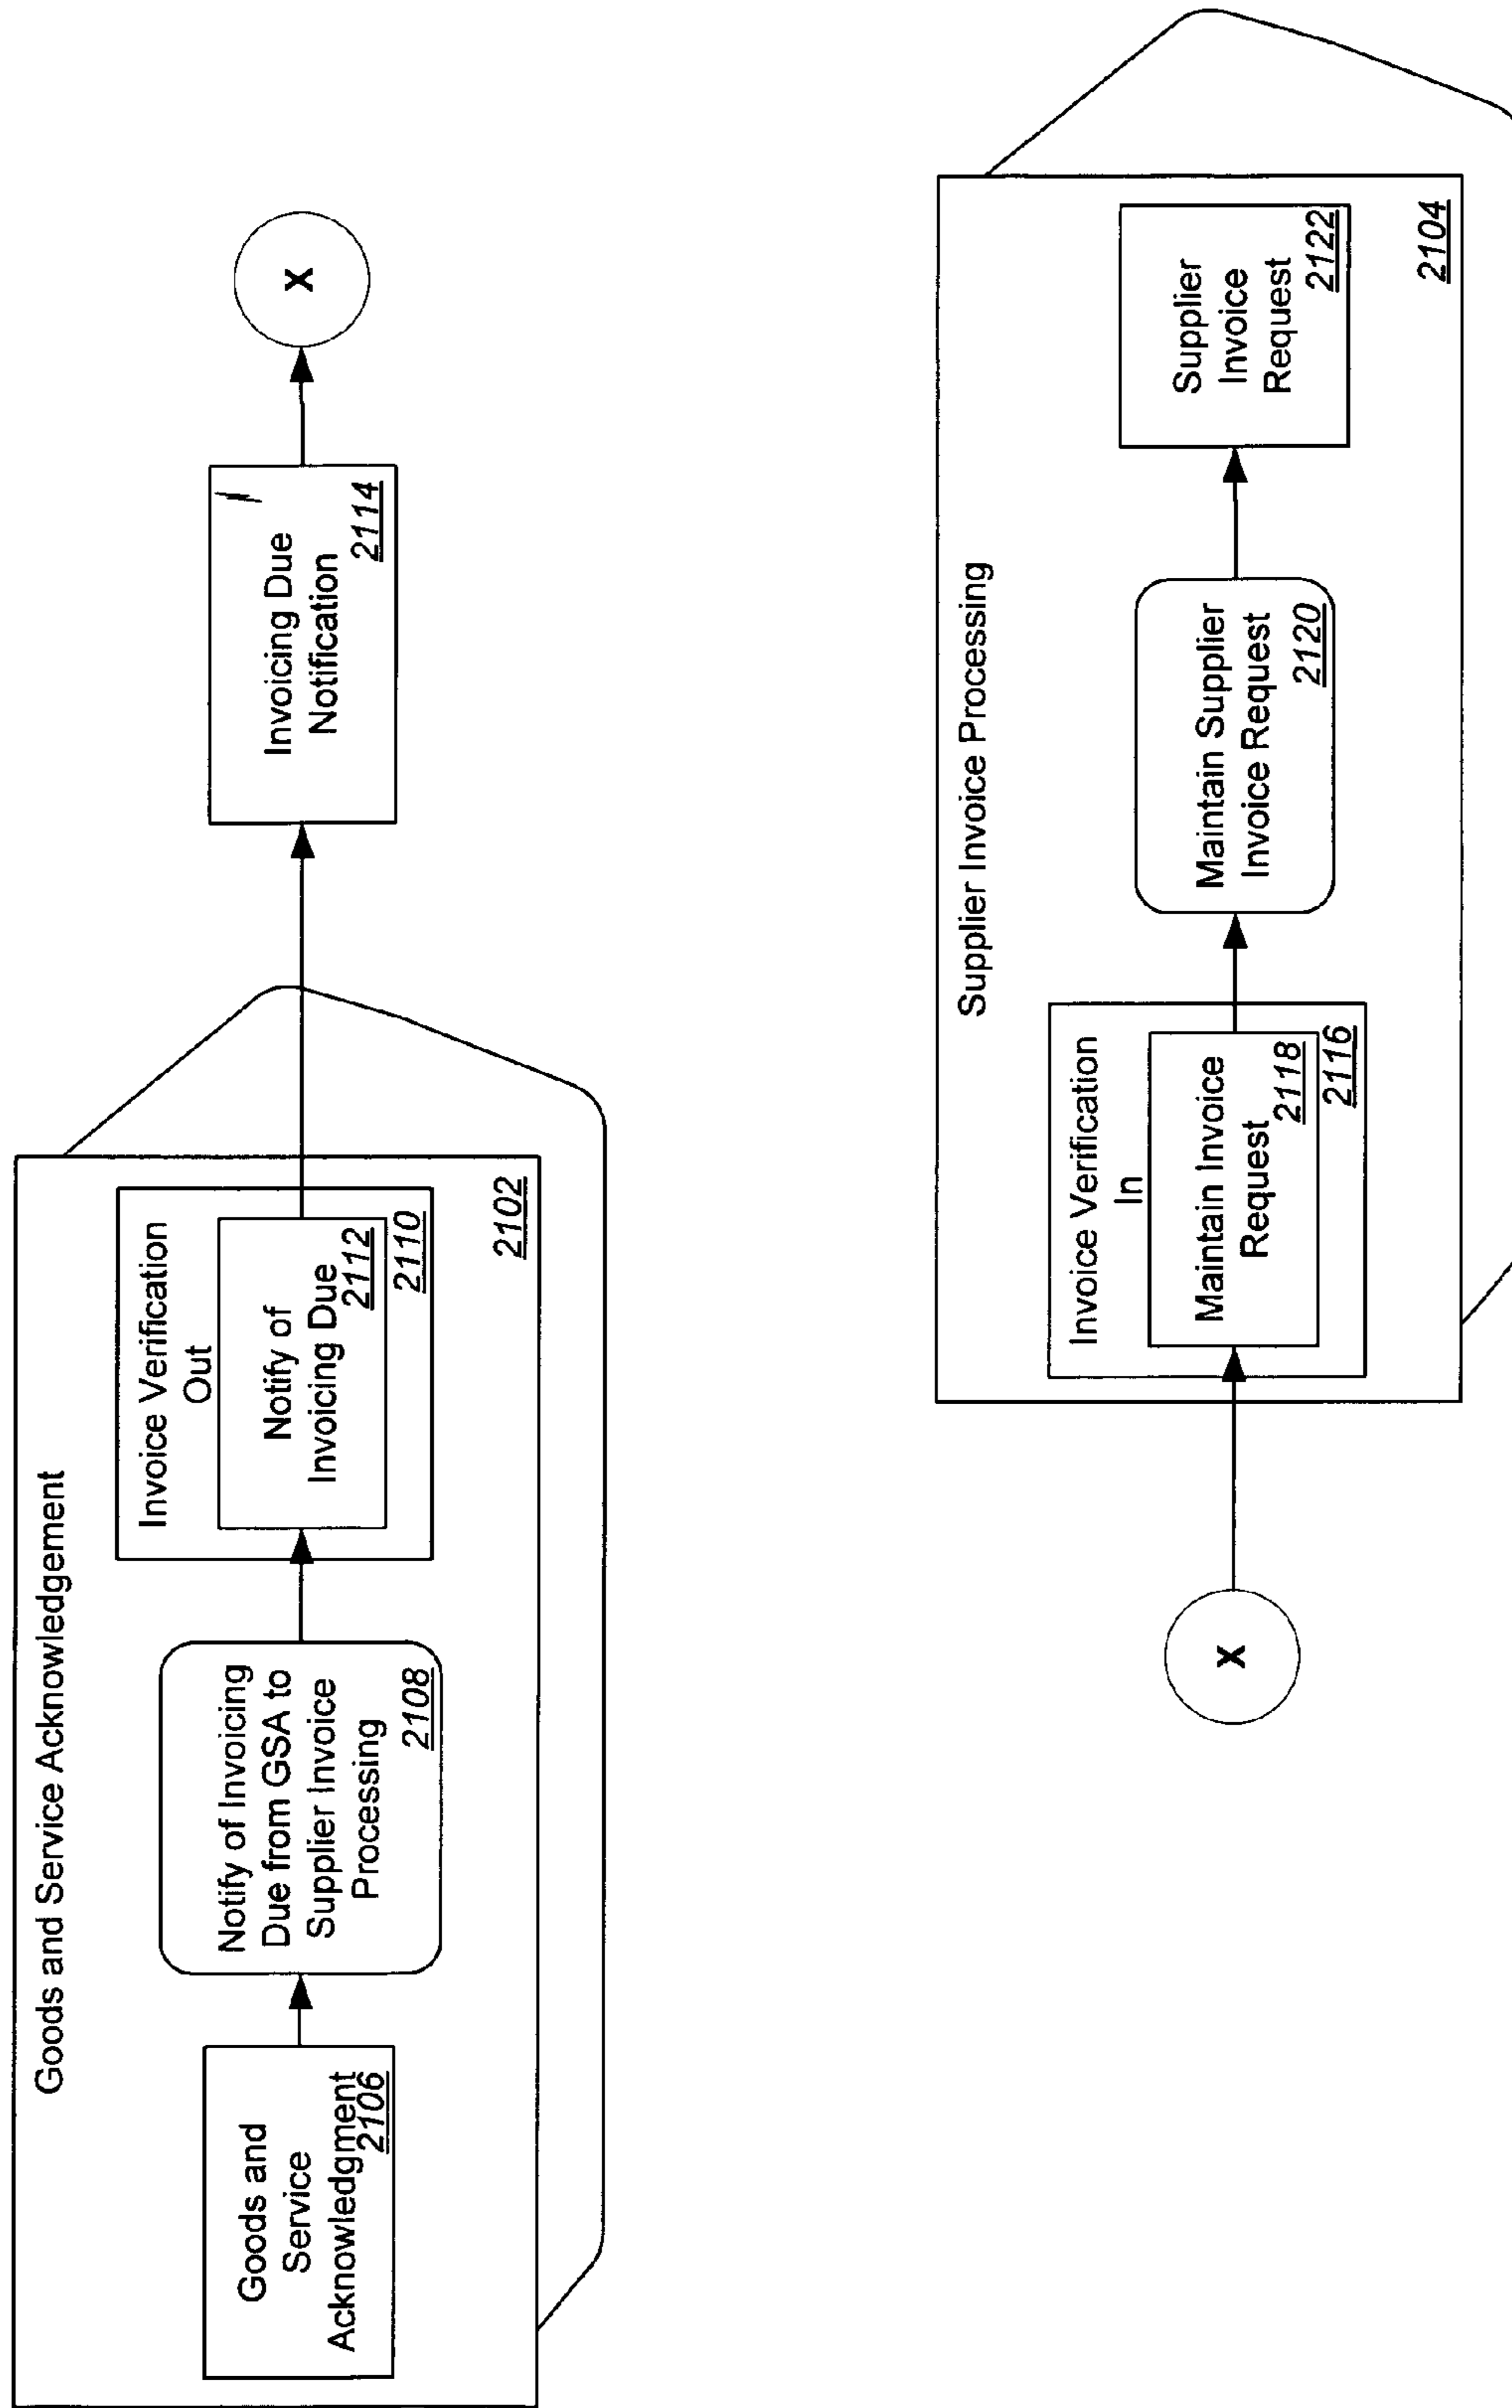 Goods and Service Acknowledgement
Goods and
Service
Acknowledgment
2106
Notify of Invoicing
Due from GSA to
Supplier Invoice
Processing
2108
Invoice Verification
Out
Notify of
Invoicing Due
2112
2110
2102
Invoicing Due
Notification
2114
X
X
Supplier Invoice Processing
Invoice Verification
In
Maintain Invoice
Request
2118
2116
Maintain Supplier
Invoice Request
2120
Supplier
Invoice
Request
2122
2104